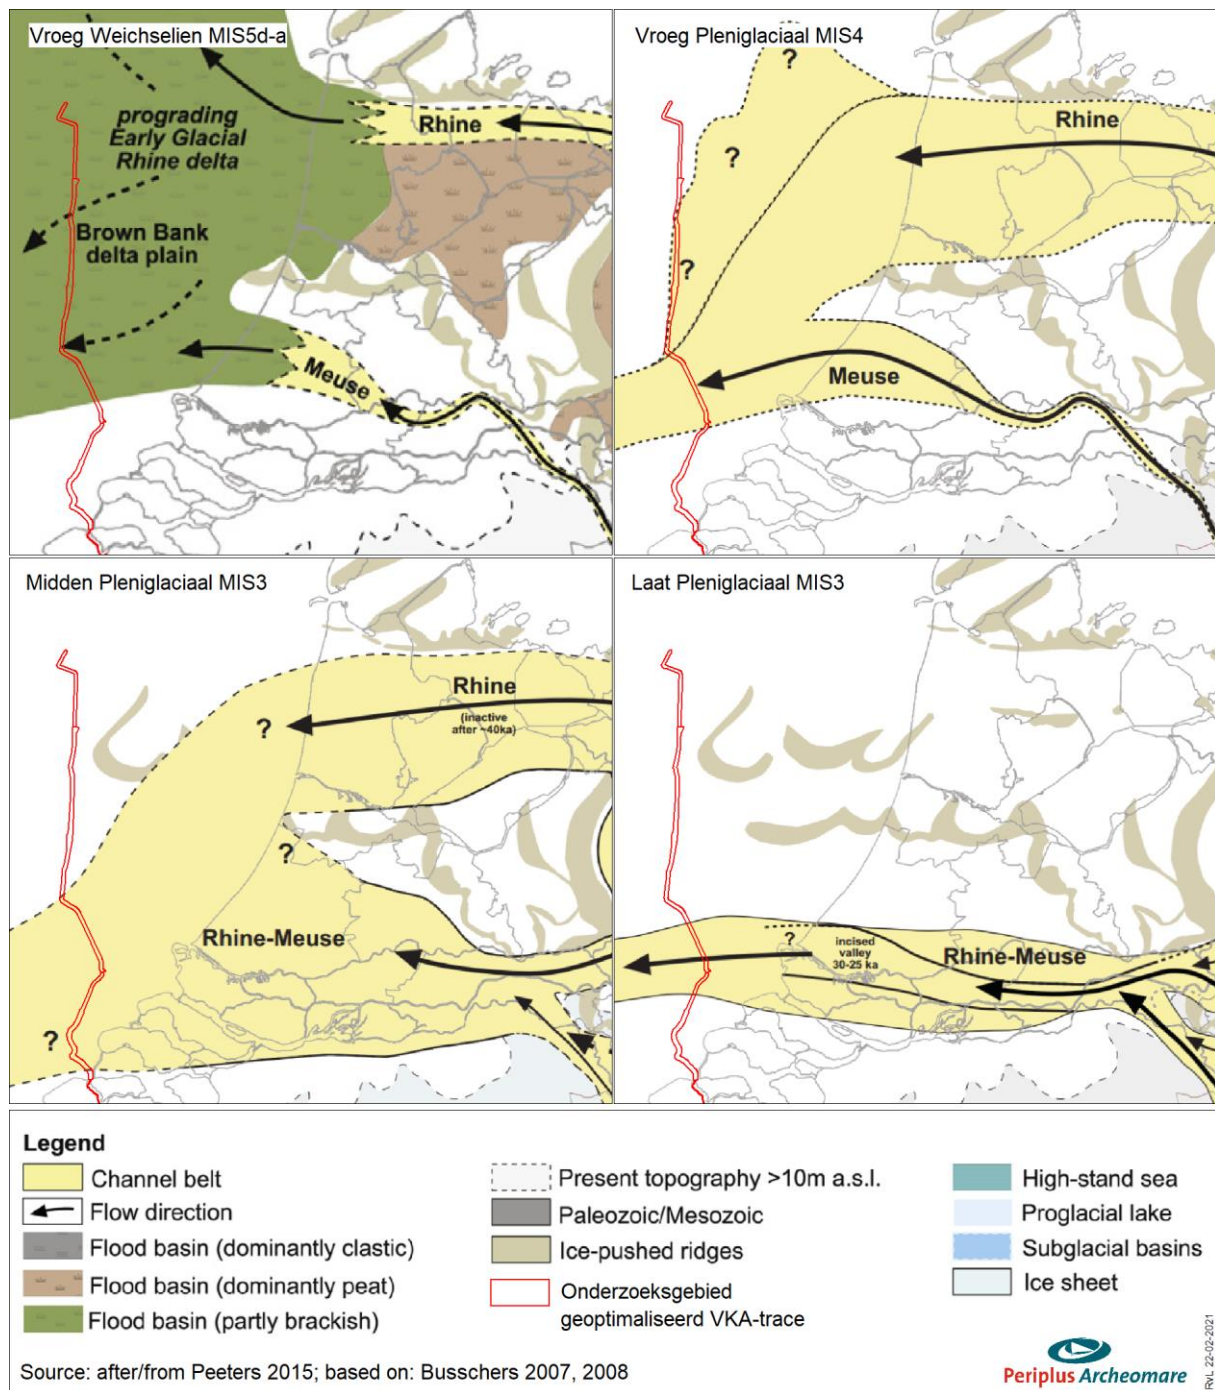 Vroeg Weichselien MIS5d-a
prograding
Early Glacial
Rhine delta
Rhine
Brown Bank
delta plain
Meuse
Vroeg Pleniglaciaal MIS4
?
Rhine
?
?
Meuse
Midden Pleniglaciaal MIS3
Rhine
(inactive
after ~40ka)
?
?
Rhine-Meuse
?
Laat Pleniglaciaal MIS3
?
incised
valley
30-25 ka
Rhine-Meuse
Legend
Channel belt
Flow direction
Flood basin (dominantly clastic)
Flood basin (dominantly peat)
Flood basin (partly brackish)
Present topography >10m a.s.l.
Paleozoic/Mesozoic
Ice-pushed ridges
Onderzoeksgebied
geoptimaliseerd VKA-trace
High-stand sea
Proglacial lake
Subglacial basins
Ice sheet
Source: after/from Peeters 2015; based on: Busschers 2007, 2008
Periplus Archeomare
RvL 22-02-2021